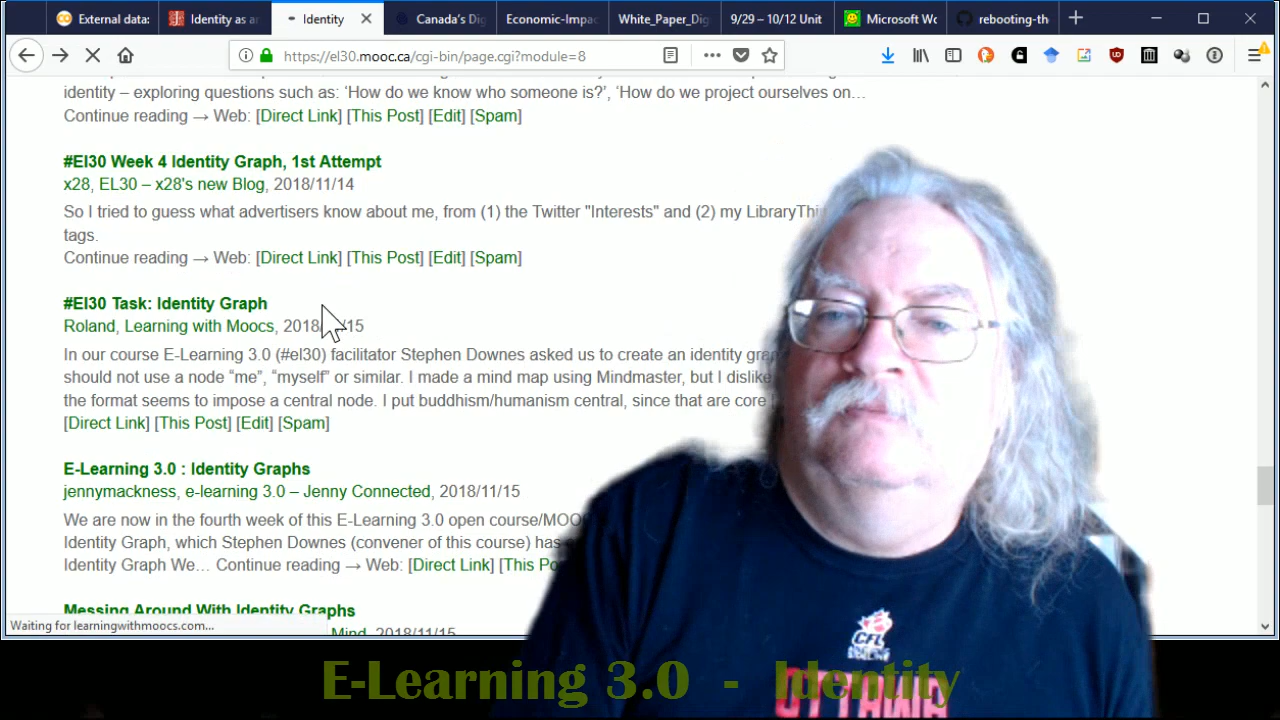 External data:
Identity as an
Identity
Canada's Dig
Economic-Impac
White_Paper_Dig
9/29 – 10/12 Unit
Microsoft Wo
rebooting-th
https://el30.mooc.ca/cgi-bin/page.cgi?module=8
identity – exploring questions such as: 'How do we know who someone is?', 'How do we project ourselves on…
Continue reading → Web: [Direct Link] [This Post] [Edit] [Spam]
#El30 Week 4 Identity Graph, 1st Attempt
x28, EL30 – x28's new Blog, 2018/11/14
So I tried to guess what advertisers know about me, from (1) the Twitter "Interests" and (2) my LibraryThi
tags.
Continue reading → Web: [Direct Link] [This Post] [Edit] [Spam]
#El30 Task: Identity Graph
Roland, Learning with Moocs, 2018/ /15
In our course E-Learning 3.0 (#el30) facilitator Stephen Downes asked us to create an identity gra
should not use a node “me”, “myself” or similar. I made a mind map using Mindmaster, but I dislike
the format seems to impose a central node. I put buddhism/humanism central, since that are core
[Direct Link] [This Post] [Edit] [Spam]
E-Learning 3.0 : Identity Graphs
jennymackness, e-learning 3.0 – Jenny Connected, 2018/11/15
We are now in the fourth week of this E-Learning 3.0 open course/MOO
Identity Graph, which Stephen Downes (convener of this course) has
Identity Graph We… Continue reading → Web: [Direct Link] [This Po
Messing Around With Identity Graphs
Mind, 2018/11/15
Waiting for learningwithmoocs.com...
CFL
OTTAWA
E-Learning 3.0 - Identity